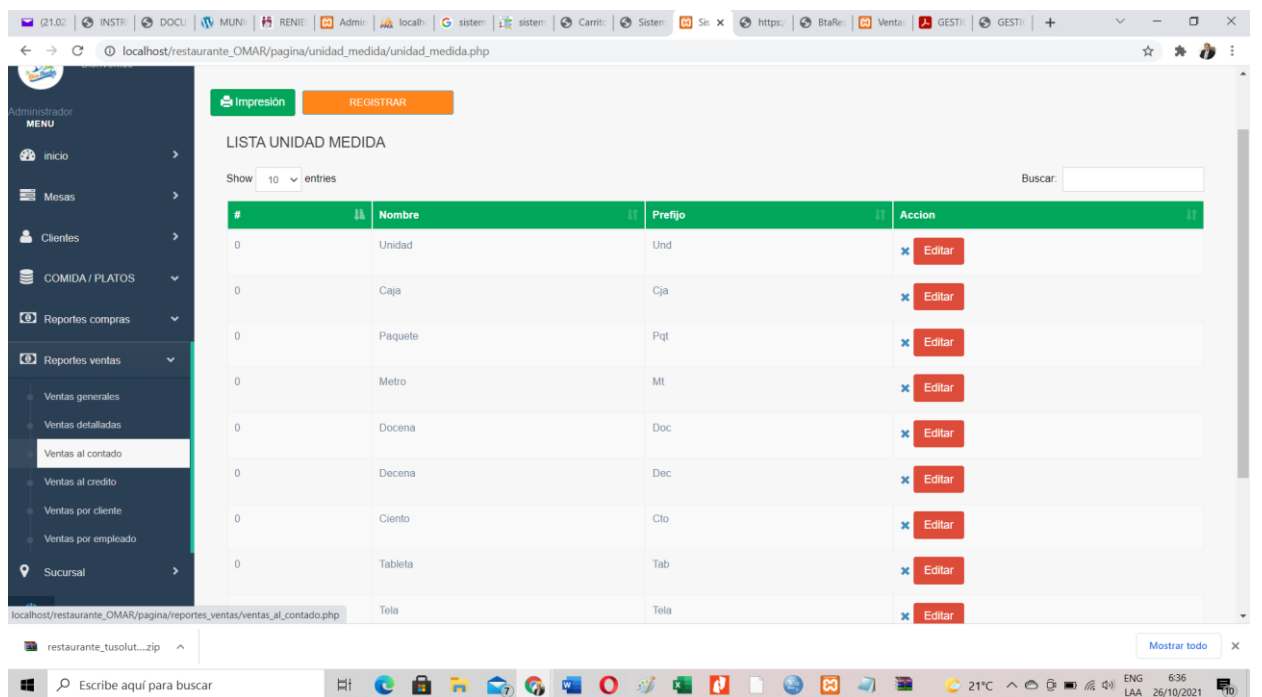 (21.02 INSTR DOCU MUNI RENIE Admin localh sistem sistem Carrito Sistem Sis https:/ BtaRes Venta GESTI GESTI
localhost/restaurante_OMAR/pagina/unidad_medida/unidad_medida.php
Administrador
MENU
inicio
Mesas
Clientes
COMIDA / PLATOS
Reportes compras
Reportes ventas
Ventas generales
Ventas detalladas
Ventas al contado
Ventas al credito
Ventas por cliente
Ventas por empleado
Sucursal
Impresión REGISTRAR
LISTA UNIDAD MEDIDA
Show 10 entries Buscar:
# Nombre Prefijo Accion
0 Unidad Und Editar
0 Caja Cja Editar
0 Paquete Pqt Editar
0 Metro Mt Editar
0 Docena Doc Editar
0 Decena Dec Editar
0 Ciento Cto Editar
0 Tableta Tab Editar
Tela Tela Editar
localhost/restaurante_OMAR/pagina/reportes_ventas/ventas_al_contado.php
restaurante_tusolut....zip Mostrar todo
Escribe aquí para buscar 21°C ENG 6:36
LAA 26/10/2021